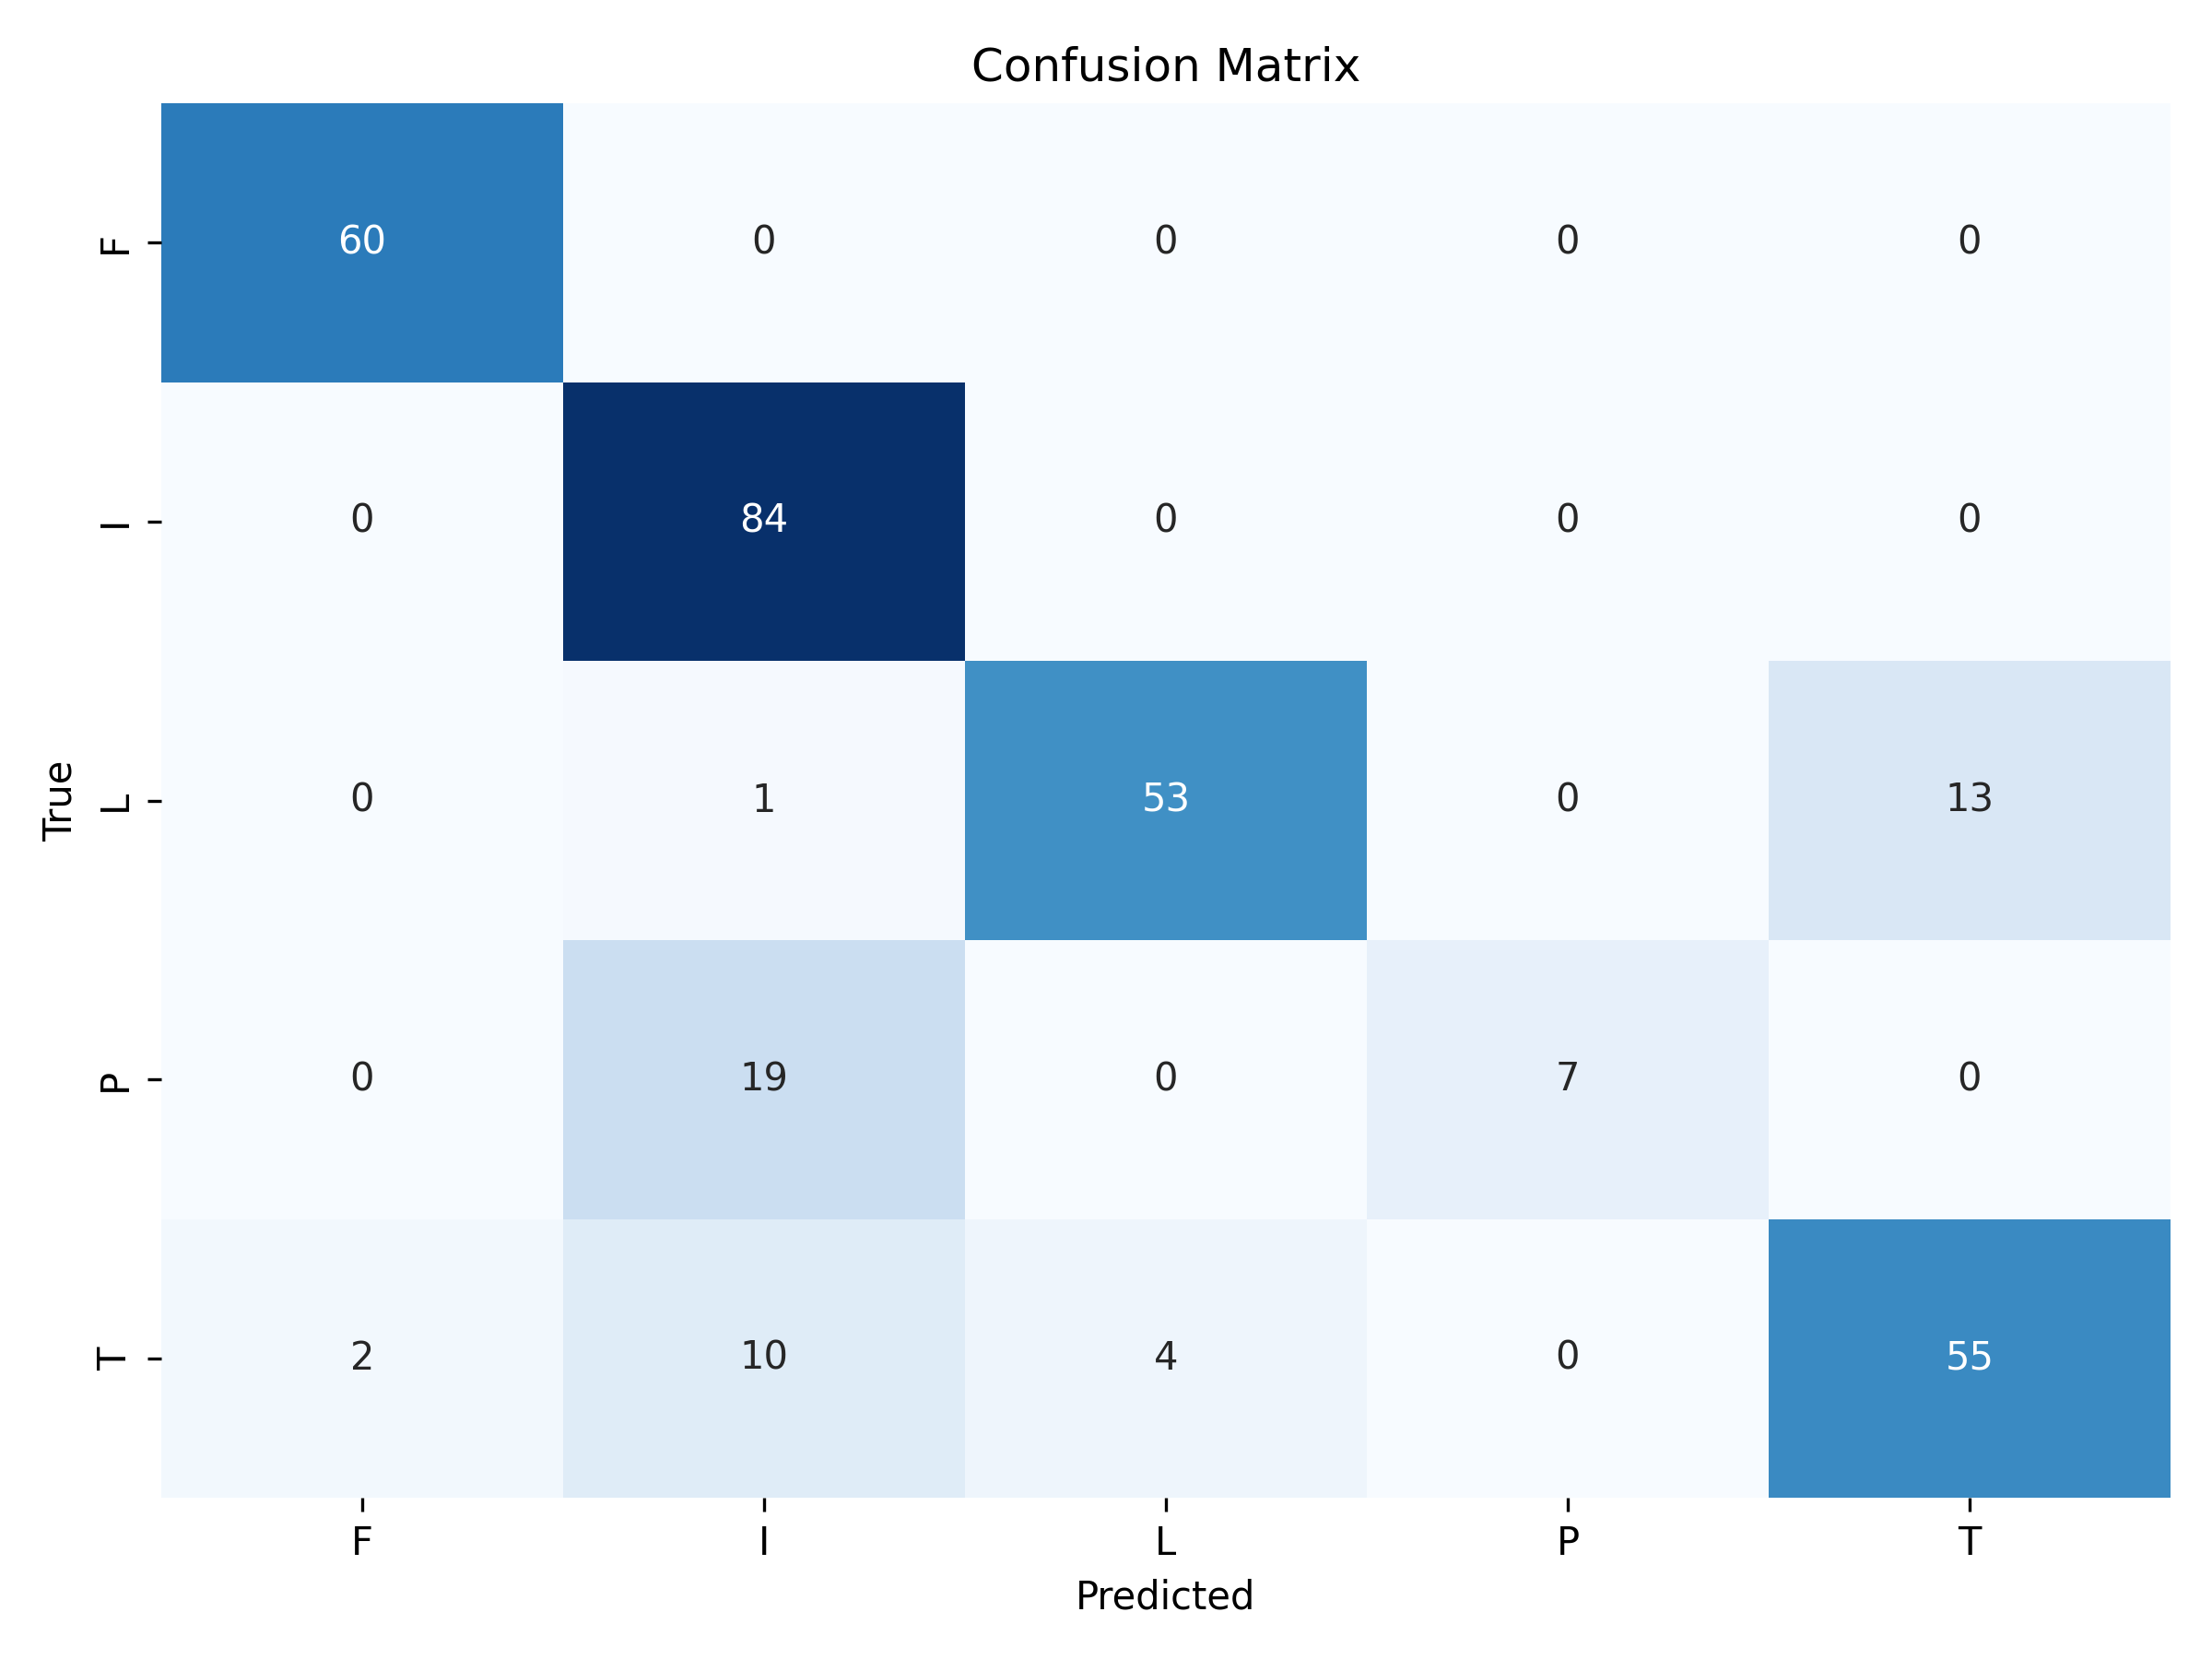 Confusion Matrix
F 60 0 0 0 0
I 0 84 0 0 0
L 0 1 53 0 13
P 0 19 0 7 0
T 2 10 4 0 55
True
F I L P T
Predicted